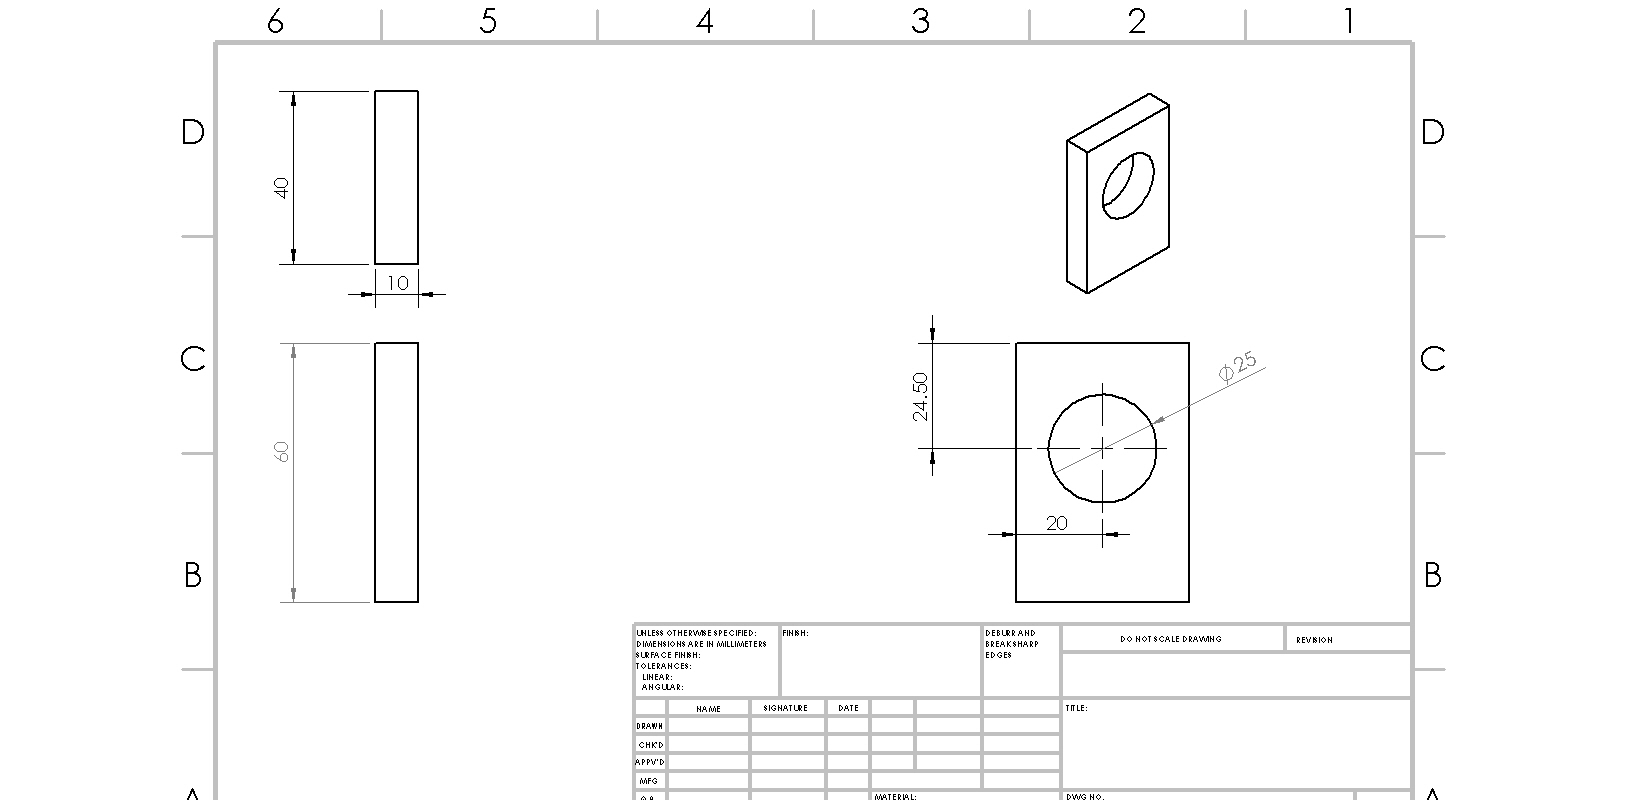 6 5 4 3 2 1
D D
40
10
C C
24.50
⌀25
60
20
B B
UNLESS OTHERWISE SPECIFIED:
DIMENSIONS ARE IN MILLIMETERS
SURFACE FINISH:
TOLERANCES:
LINEAR:
ANGULAR:
FINISH:
DEBURR AND
BREAK SHARP
EDGES
DO NOT SCALE DRAWING
REVISION
NAME SIGNATURE DATE
TITLE:
DRAWN
CHK'D
APPV'D
MFG
MATERIAL:
DWG NO.